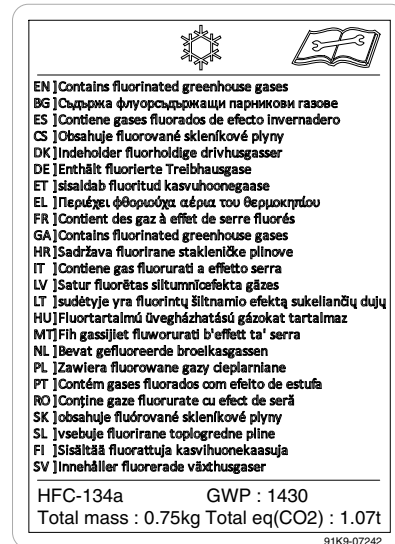 EN ]Contains fluorinated greenhouse gases
BG ]Съдържа флуорсъдържащи парникови газове
ES ]Contiene gases fluorados de efecto invernadero
CS ]Obsahuje fluorované skleníkové plyny
DK ]Indeholder fluorholdige drivhusgasser
DE ]Enthält fluorierte Treibhausgase
ET ]sisaldab fluoritud kasvuhoonegaase
EL ]Περιέχει φθοριούχα αέρια του θερμοκηπίου
FR ]Contient des gaz à effet de serre fluorés
GA]Contains fluorinated greenhouse gases
HR]Sadržava fluorirane stakleničke plinove
IT ]Contiene gas fluorurati a effetto serra
LV ]Satur fluorētas siltumnīcefekta gāzes
LT ]sudėtyje yra fluorintų šiltnamio efektą sukeliančių dujų
HU]Fluortartalmú üvegházhatású gázokat tartalmaz
MT]Fih gassijiet fluworurati b'effett ta' serra
NL ]Bevat gefluoreerde broeikasgassen
PL ]Zawiera fluorowane gazy cieplarniane
PT ]Contém gases fluorados com efeito de estufa
RO]Conține gaze fluorurate cu efect de seră
SK ]obsahuje fluórované skleníkové plyny
SL ]vsebuje fluorirane toplogredne pline
FI ]Sisältää fluorattuja kasvihuonekaasuja
SV ]Innehåller fluorerade växthusgaser
HFC-134a GWP : 1430
Total mass : 0.75kg Total eq(CO2) : 1.07t
91K9-07242